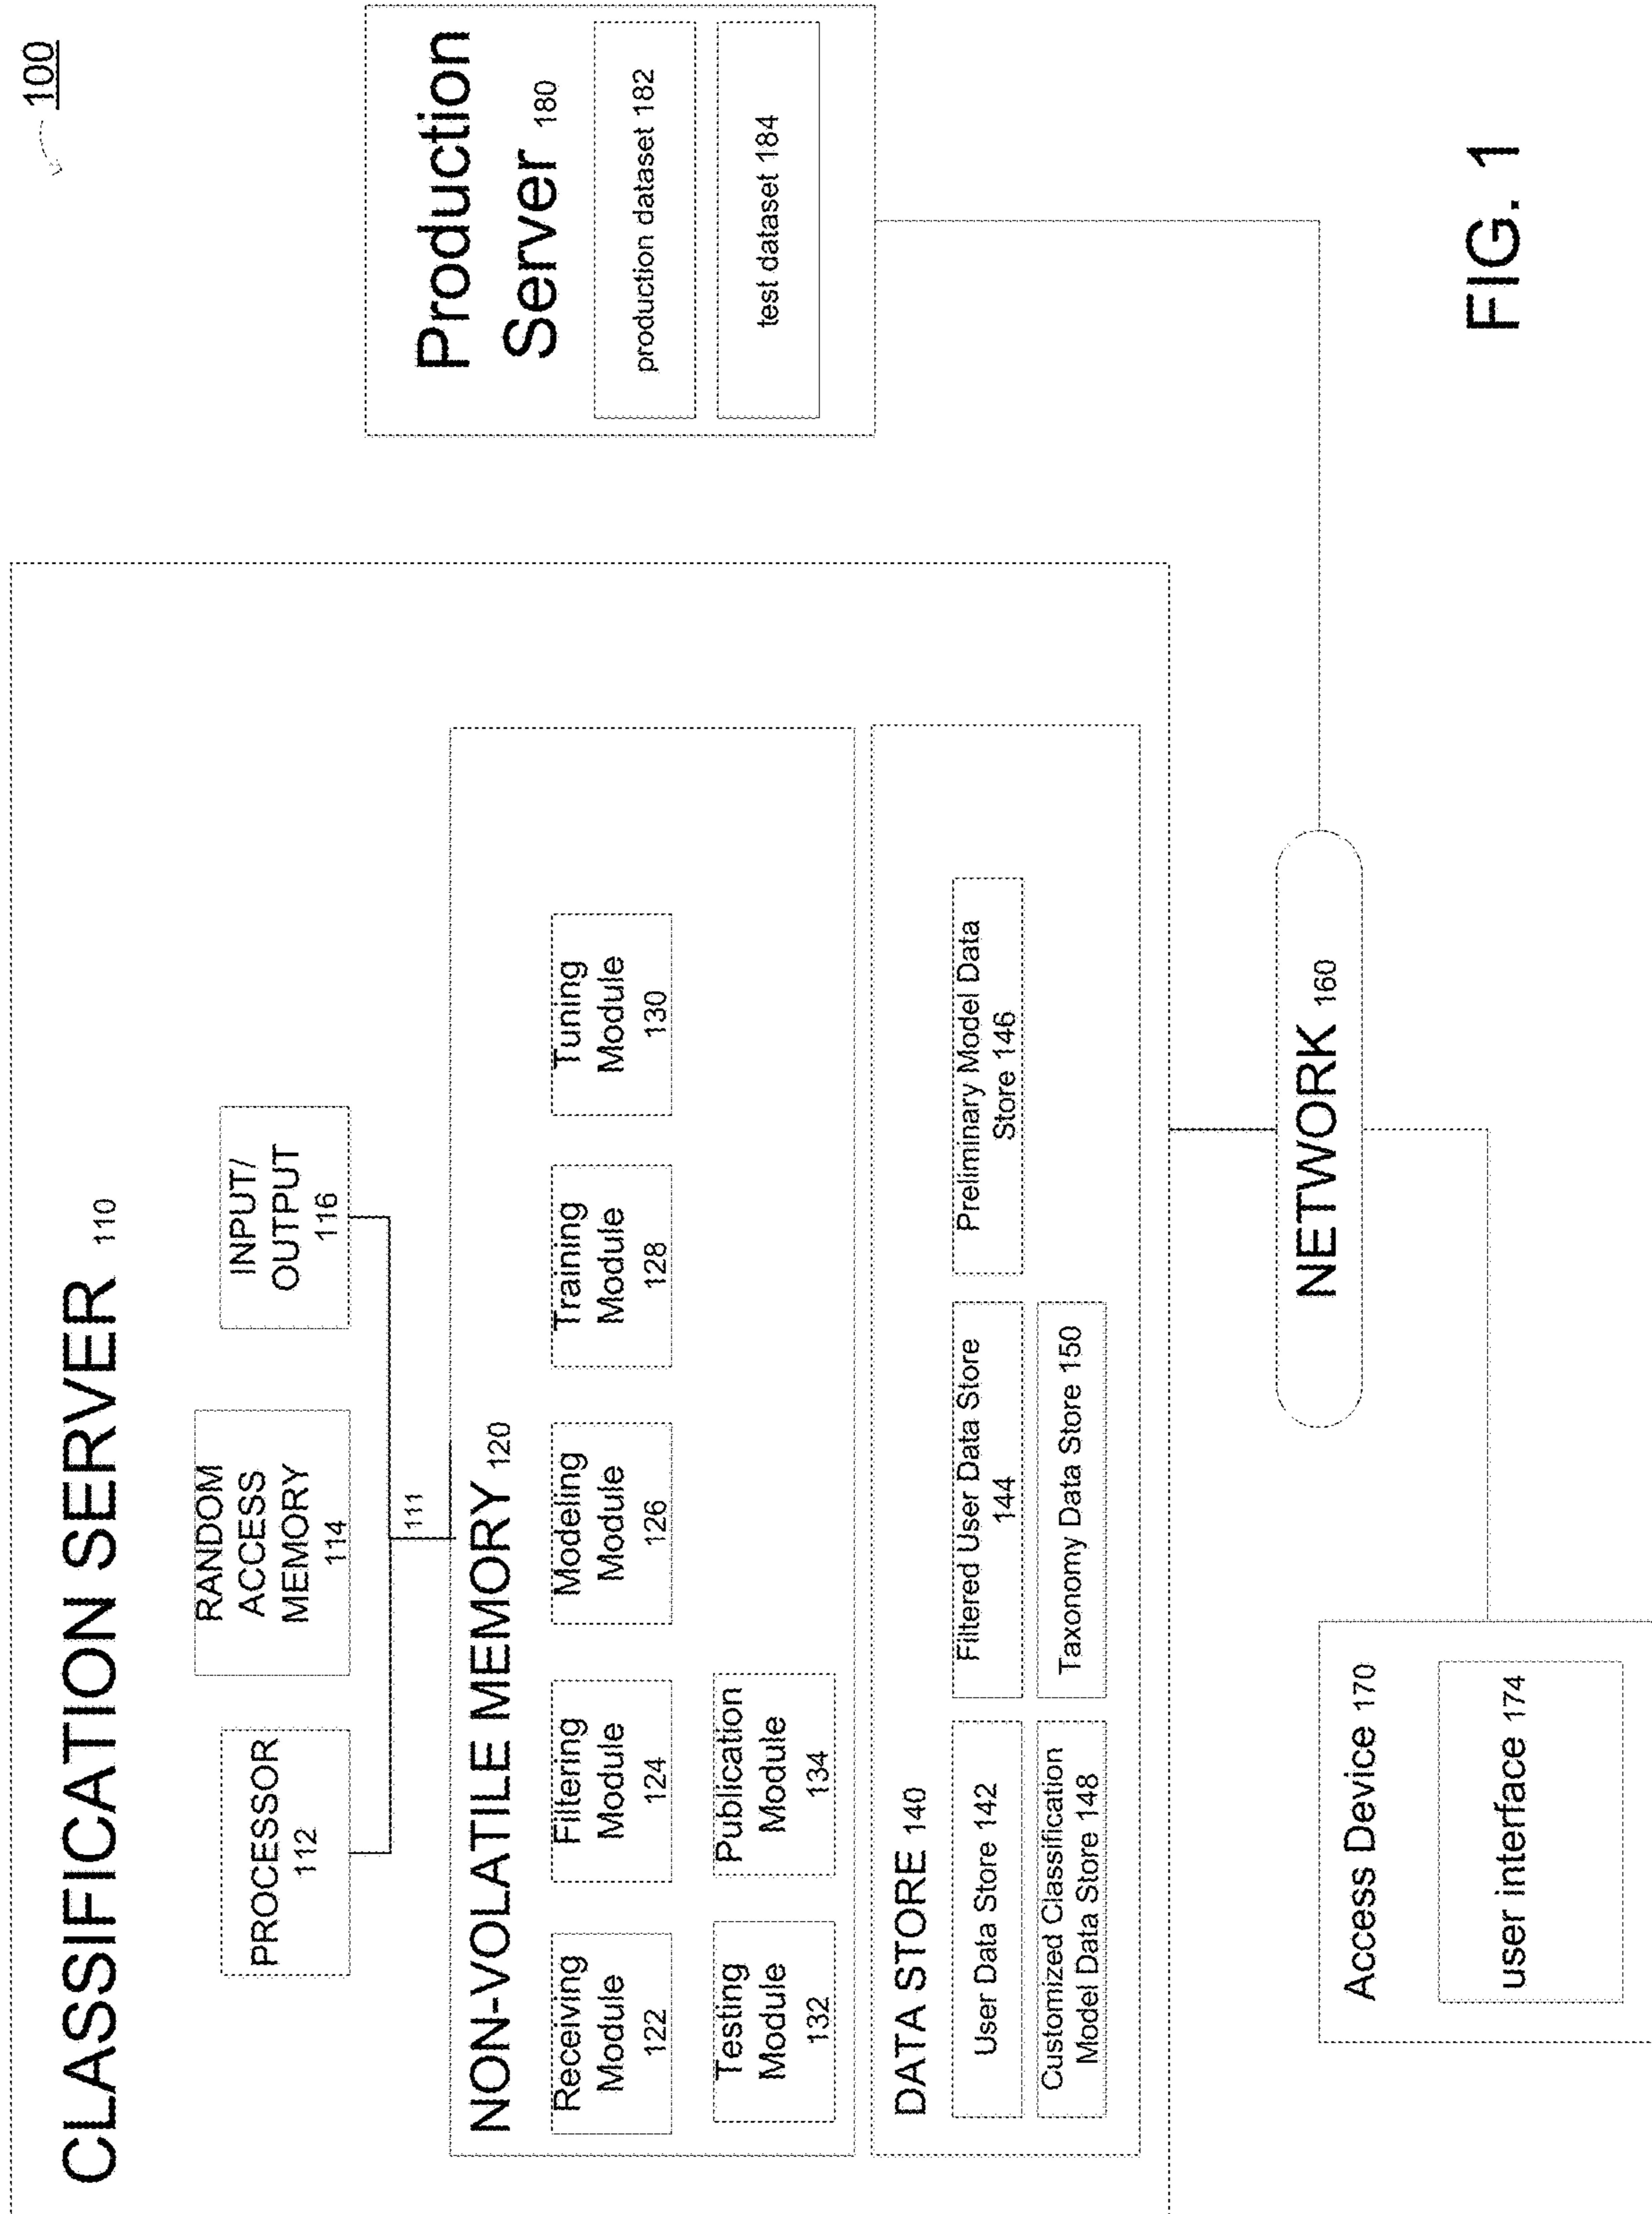 100
CLASSIFICATION SERVER 110
PROCESSOR
112
RANDOM
ACCESS
MEMORY
114
INPUT/
OUTPUT
116
111
NON-VOLATILE MEMORY 120
Receiving
Module
122
Filtering
Module
124
Modeling
Module
126
Training
Module
128
Tuning
Module
130
Testing
Module
132
Publication
Module
134
DATA STORE 140
User Data Store 142
Filtered User Data Store
144
Preliminary Model Data
Store 146
Customized Classification
Model Data Store 148
Taxonomy Data Store 150
Production
Server 180
production dataset 182
test dataset 184
NETWORK 160
Access Device 170
user interface 174
FIG. 1